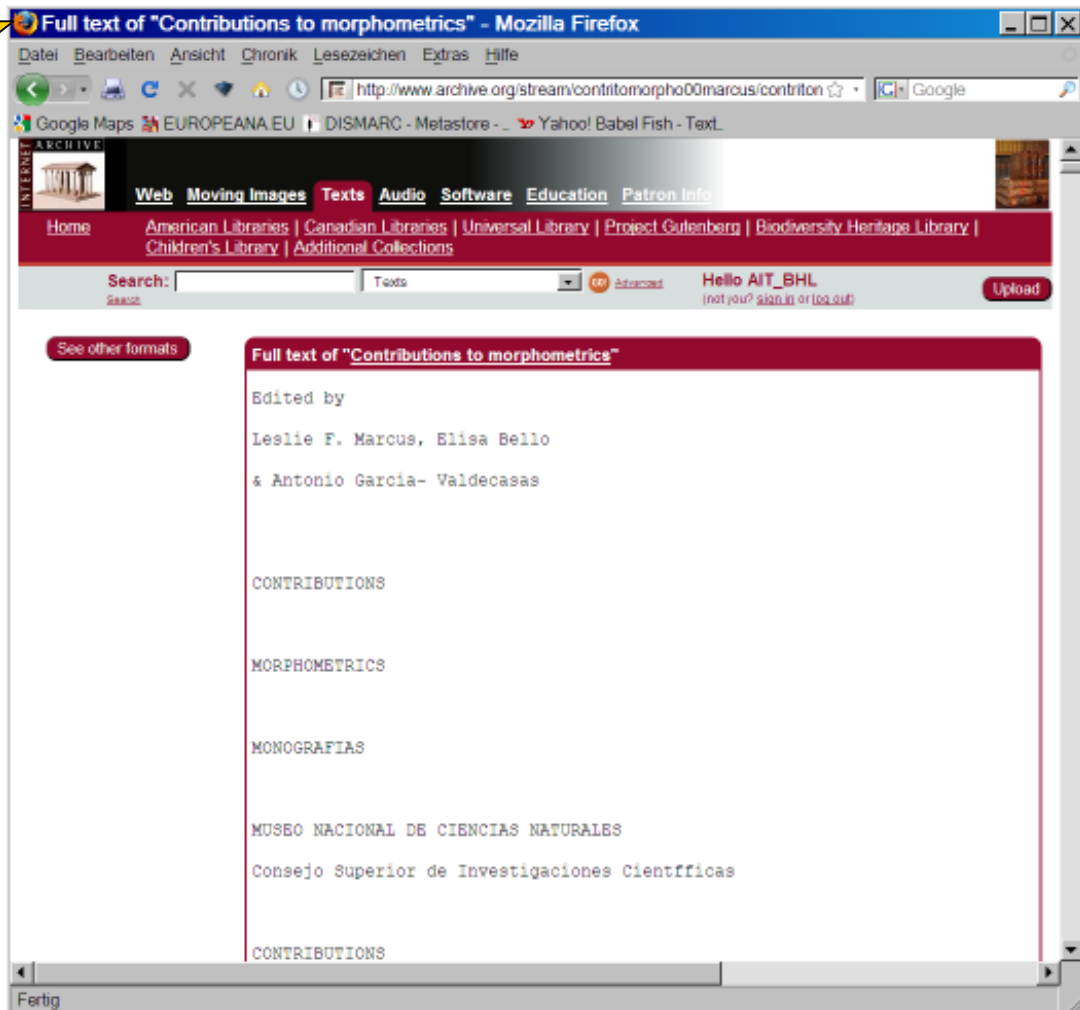 Full text of "Contributions to morphometrics" - Mozilla Firefox
Datei Bearbeiten Ansicht Chronik Lesezeichen Extras Hilfe
http://www.archive.org/stream/contritomorpho00marcus/contriton Google
Google Maps EUROPEANA.EU DISMARC - Metastore - ... Yahoo! Babel Fish - Text...
INTERNET ARCHIVE
Web Moving Images Texts Audio Software Education Patron Info
Home American Libraries | Canadian Libraries | Universal Library | Project Gutenberg | Biodiversity Heritage Library |
Children's Library | Additional Collections
Search: Texts GO! Advanced Hello AIT_BHL Upload
Search (not you? sign in or log out)
See other formats
Full text of "Contributions to morphometrics"
Edited by
Leslie F. Marcus, Elisa Bello
& Antonio Garcia- Valdecasas
CONTRIBUTIONS
MORPHOMETRICS
MONOGRAFIAS
MUSEO NACIONAL DE CIENCIAS NATURALES
Consejo Superior de Investigaciones Cientffficas
CONTRIBUTIONS
Fertig